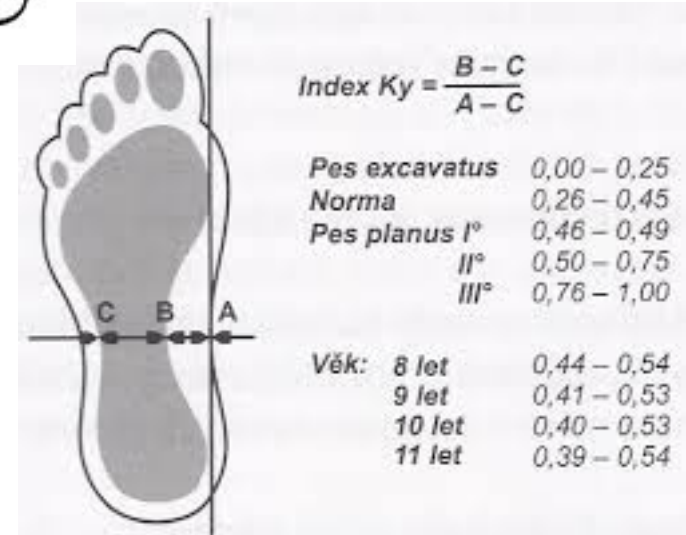 Index Ky = B – C
A – C
Pes excavatus 0,00 – 0,25
Norma 0,26 – 0,45
Pes planus I° 0,46 – 0,49
II° 0,50 – 0,75
III° 0,76 – 1,00
C B A
Věk: 8 let 0,44 – 0,54
9 let 0,41 – 0,53
10 let 0,40 – 0,53
11 let 0,39 – 0,54